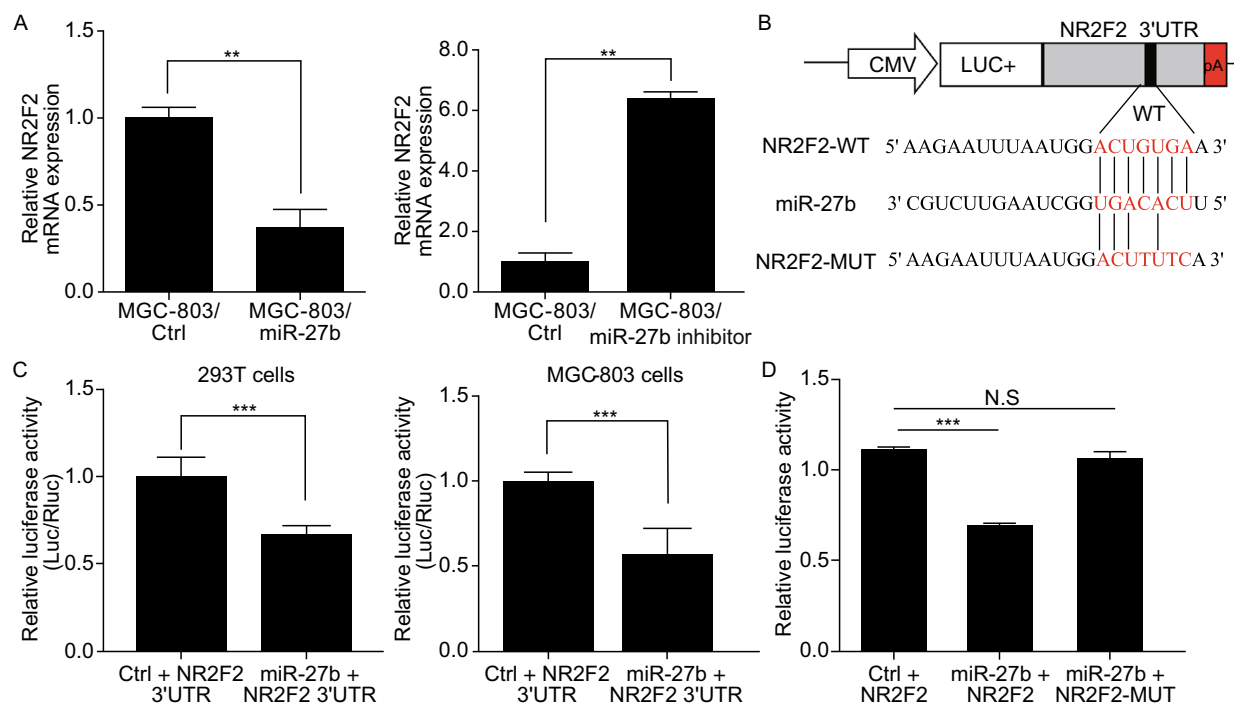 A
Relative NR2F2
mRNA expression
1.5
1.0
0.5
0.0
**
MGC-803/
Ctrl
MGC-803/
miR-27b
Relative NR2F2
mRNA expression
8.0
6.0
4.0
2.0
0.0
**
MGC-803/
Ctrl
MGC-803/
miR-27b inhibitor
B
NR2F2 3'UTR
CMV
LUC+
pA
WT
NR2F2-WT 5' AAGAAUUUAAUGGACUGUGAA 3'
miR-27b 3' CGUCUUGAAUCGGUGACACUU 5'
NR2F2-MUT 5' AAGAAUUUAAUGGACUUUCA 3'
C
293T cells
Relative luciferase activity
(Luc/Rluc)
1.5
1.0
0.5
0.0
***
Ctrl + NR2F2
3'UTR
miR-27b +
NR2F2 3'UTR
MGC-803 cells
Relative luciferase activity
(Luc/Rluc)
1.5
1.0
0.5
0.0
***
Ctrl + NR2F2
3'UTR
miR-27b +
NR2F2 3'UTR
D
Relative luciferase activity
1.5
1.0
0.5
0.0
N.S
***
Ctrl +
NR2F2
miR-27b +
NR2F2
miR-27b +
NR2F2-MUT